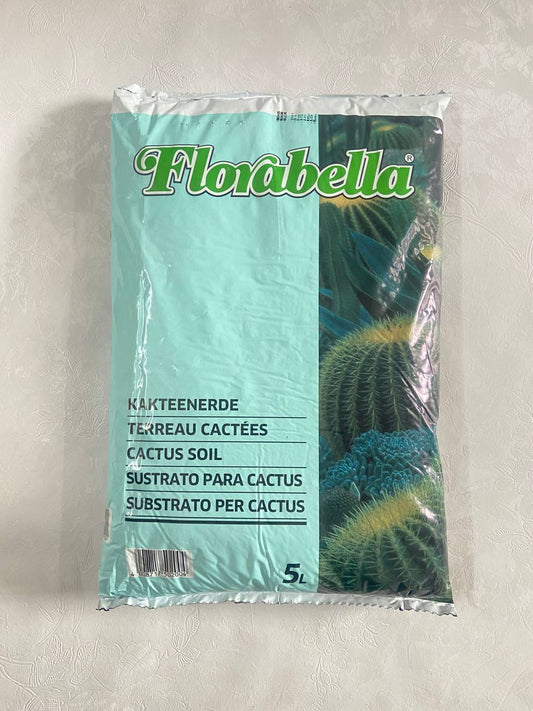 Florabella®
KAKTEENERDE
TERREAU CACTÉES
CACTUS SOIL
SUSTRATO PARA CACTUS
SUBSTRATO PER CACTUS
5L